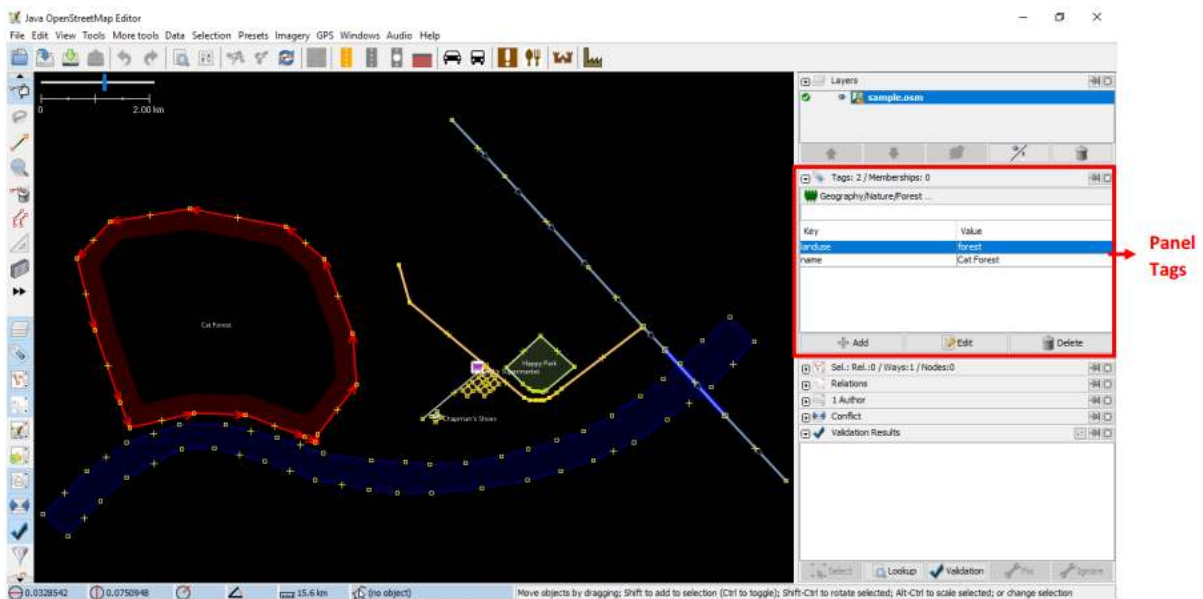 Java OpenStreetMap Editor
File Edit View Tools More tools Data Selection Presets Imagery GPS Windows Audio Help
0 2.00 km
Layers
sample.osm
Tags: 2 / Memberships: 0
Geography/Nature/Forest ...
Key Value
landuse forest
name Cat Forest
Add Edit Delete
Panel
Tags
Cat Forest
Happy Park
Supermarket
Chapman's Shoes
Sel.: Rel.:0 / Ways:1 / Nodes:0
Relations
1 Author
Conflict
Validation Results
Select Lookup Validation Fix Ignore
0.0328542 0.0750948 15.6 km (no object) Move objects by dragging; Shift to add to selection (Ctrl to toggle); Shift-Ctrl to rotate selected; Alt-Ctrl to scale selected; or change selection